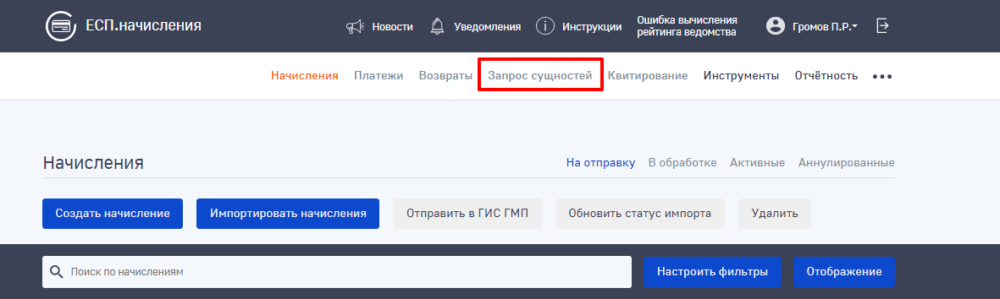 ЕСП.начисления
Новости
Уведомления
Инструкции
Ошибка вычисления
рейтинга ведомства
Громов П.Р.
Начисления Платежи Возвраты Запрос сущностей Квитирование Инструменты Отчётность •••
Начисления
На отправку В обработке Активные Аннулированные
Создать начисление Импортировать начисления Отправить в ГИС ГМП Обновить статус импорта Удалить
Поиск по начислениям Настроить фильтры Отображение